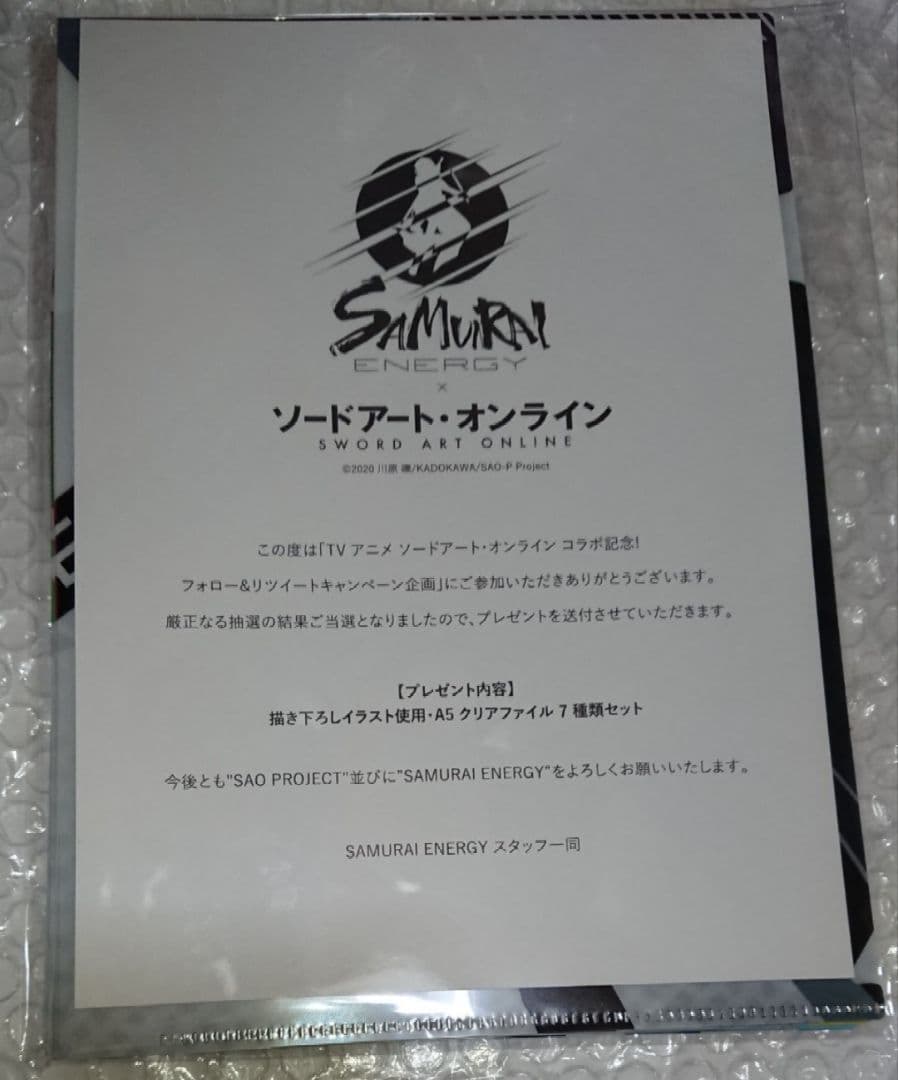 SAMURAI
ENERGY
×
ソードアート・オンライン
SWORD ART ONLINE
©2020 川原 礫/KADOKAWA/SAO-P Project
この度は「TV アニメ ソードアート・オンライン コラボ記念!
フォロー&リツイートキャンペーン企画」にご参加いただきありがとうございます。
厳正なる抽選の結果ご当選となりましたので、プレゼントを送付させていただきます。
【プレゼント内容】
描き下ろしイラスト使用・A5 クリアファイル 7 種類セット
今後とも"SAO PROJECT"並びに"SAMURAI ENERGY"をよろしくお願いいたします。
SAMURAI ENERGY スタッフ一同